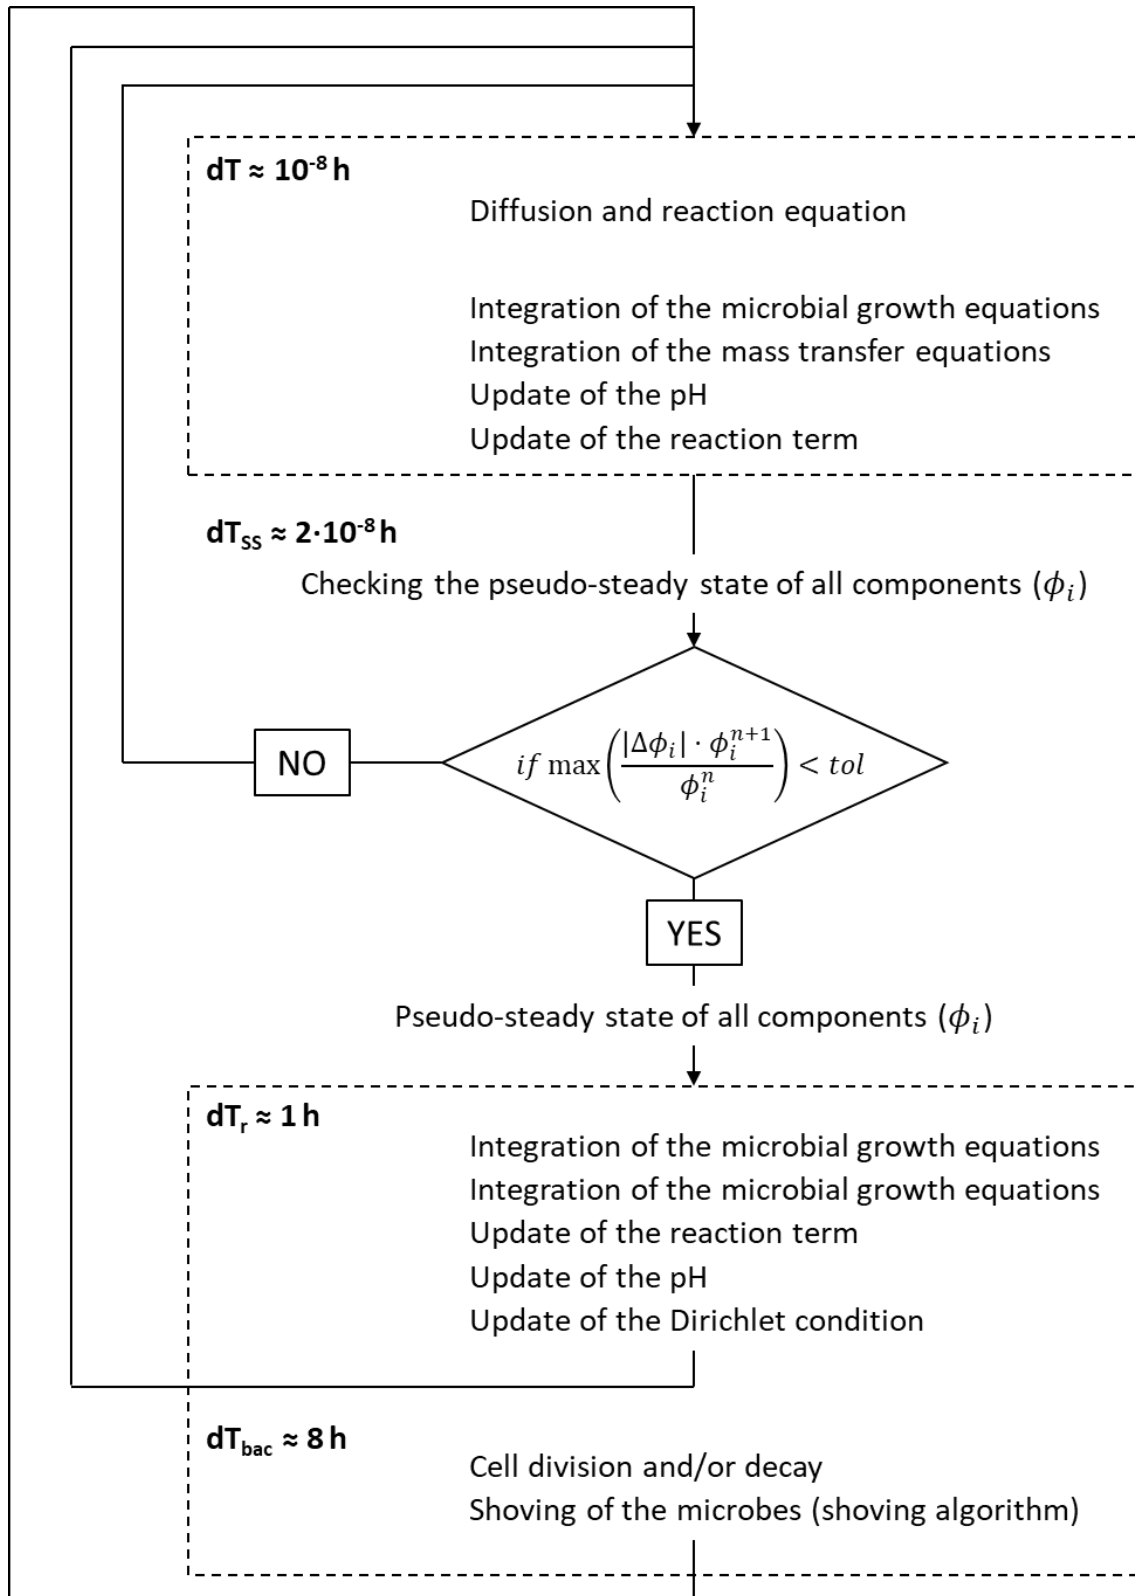 dT ≈ 10⁻⁸ h
Diffusion and reaction equation
Integration of the microbial growth equations
Integration of the mass transfer equations
Update of the pH
Update of the reaction term
dT_SS ≈ 2·10⁻⁸ h
Checking the pseudo-steady state of all components (ϕ_i)
NO
if max(|Δϕ_i| · ϕ_i^{n+1} / ϕ_i^n) < tol
YES
Pseudo-steady state of all components (ϕ_i)
dT_r ≈ 1 h
Integration of the microbial growth equations
Integration of the microbial growth equations
Update of the reaction term
Update of the pH
Update of the Dirichlet condition
dT_bac ≈ 8 h
Cell division and/or decay
Shoving of the microbes (shoving algorithm)